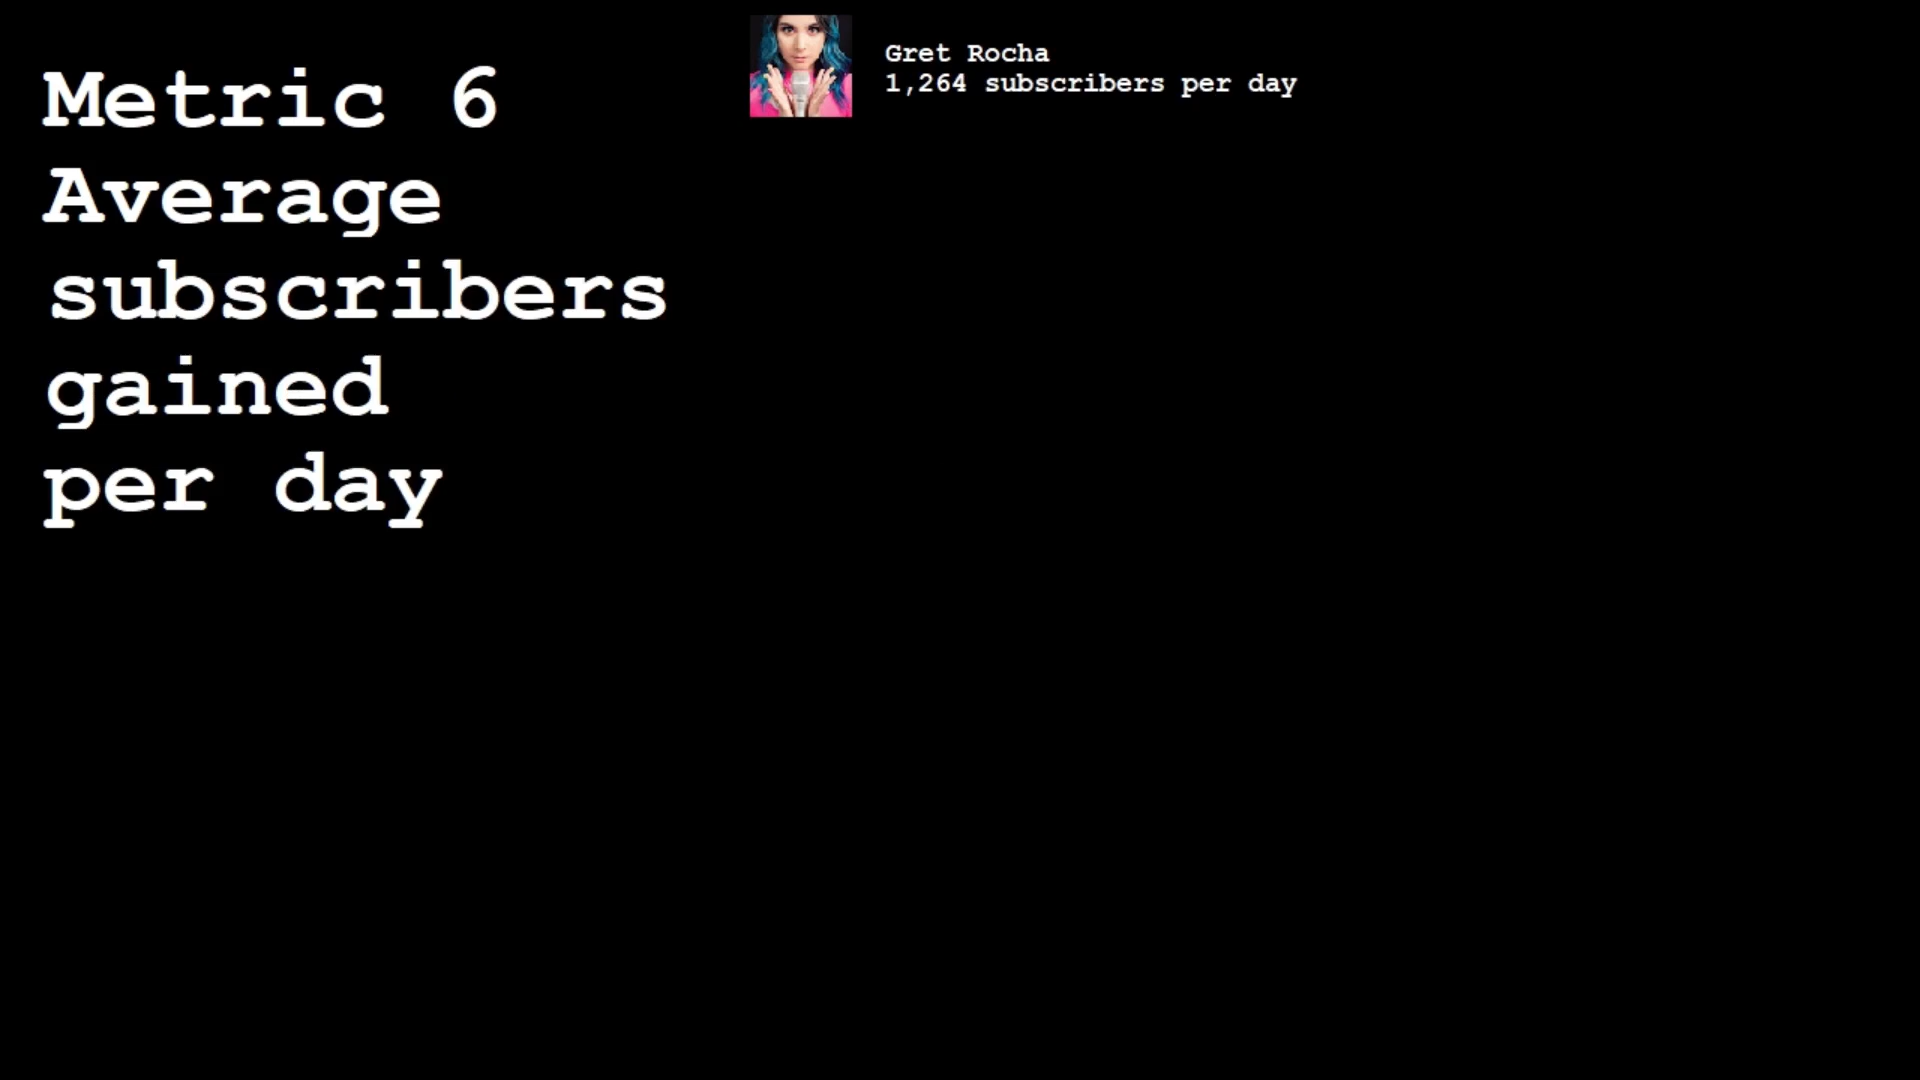 Metric 6
Average
subscribers
gained
per day
Gret Rocha
1,264 subscribers per day